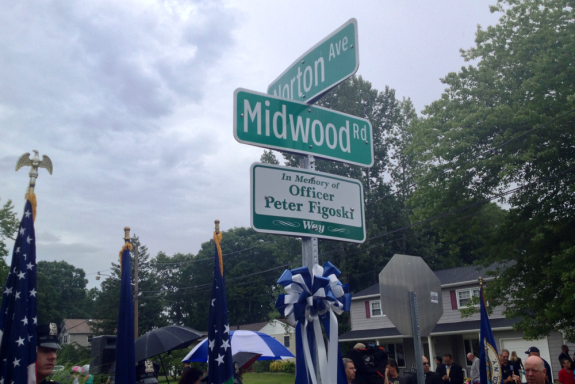 Norton Ave
Midwood Rd.
In Memory of
Officer
Peter Figoski
Way